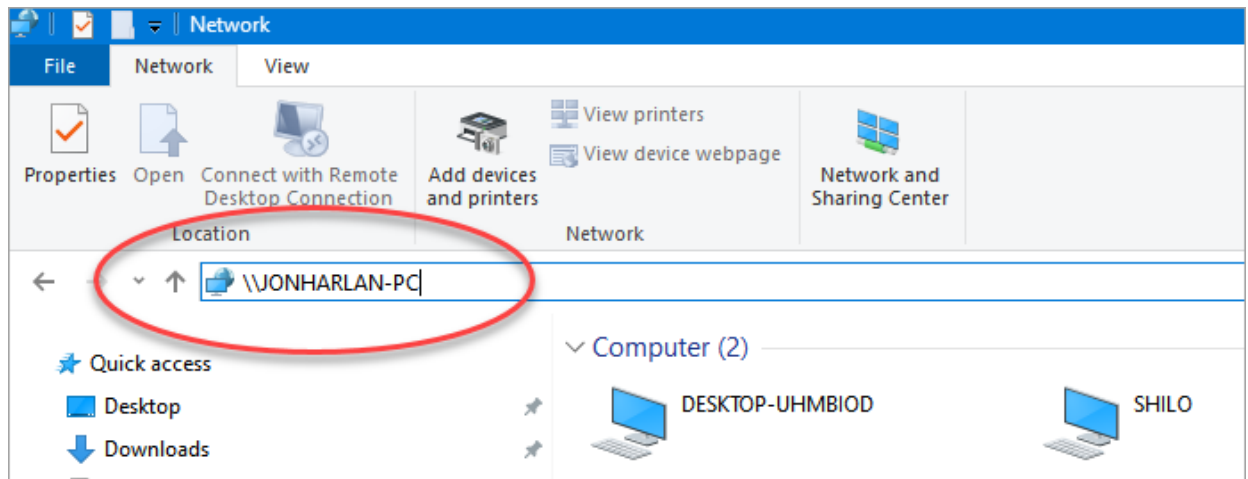 Network
File Network View
Properties
Open
Connect with Remote
Desktop Connection
Location
Add devices
and printers
View printers
View device webpage
Network
Network and
Sharing Center
\\JONHARLAN-PC
Quick access
Desktop
Downloads
Computer (2)
DESKTOP-UHMBIOD
SHILO